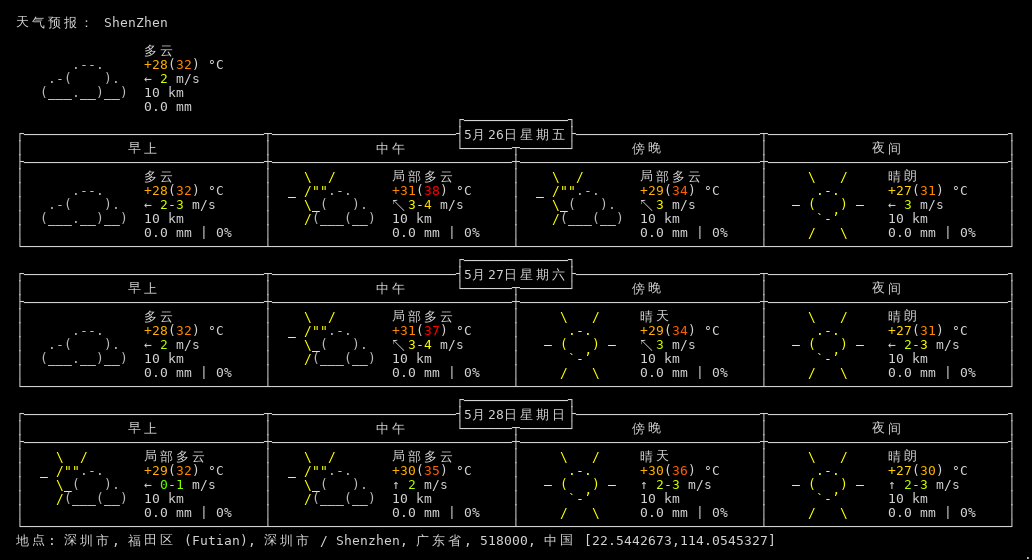 天气预报： ShenZhen
多云
+28(32) °C
← 2 m/s
10 km
0.0 mm
5月26日星期五
早上 中午 傍晚 夜间
多云 局部多云 局部多云 晴朗
+28(32) °C +31(38) °C +29(34) °C +27(31) °C
← 2-3 m/s ↖ 3-4 m/s ↖ 3 m/s ← 3 m/s
10 km 10 km 10 km 10 km
0.0 mm | 0% 0.0 mm | 0% 0.0 mm | 0% 0.0 mm | 0%
5月27日星期六
早上 中午 傍晚 夜间
多云 局部多云 晴天 晴朗
+28(32) °C +31(37) °C +29(34) °C +27(31) °C
← 2 m/s ↖ 3-4 m/s ↖ 3 m/s ← 2-3 m/s
10 km 10 km 10 km 10 km
0.0 mm | 0% 0.0 mm | 0% 0.0 mm | 0% 0.0 mm | 0%
5月28日星期日
早上 中午 傍晚 夜间
局部多云 局部多云 晴天 晴朗
+29(32) °C +30(35) °C +30(36) °C +27(30) °C
← 0-1 m/s ↑ 2 m/s ↑ 2-3 m/s ↑ 2-3 m/s
10 km 10 km 10 km 10 km
0.0 mm | 0% 0.0 mm | 0% 0.0 mm | 0% 0.0 mm | 0%
地点: 深圳市, 福田区 (Futian), 深圳市 / Shenzhen, 广东省, 518000, 中国 [22.5442673,114.0545327]